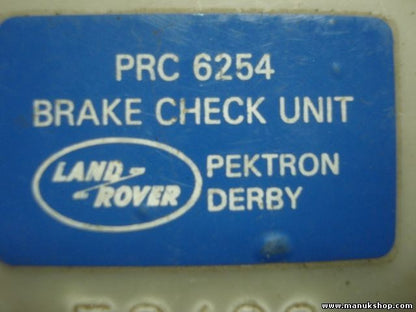 PRC 6254
BRAKE CHECK UNIT
LAND
ROVER
PEKTRON
DERBY
www.manukshop.com